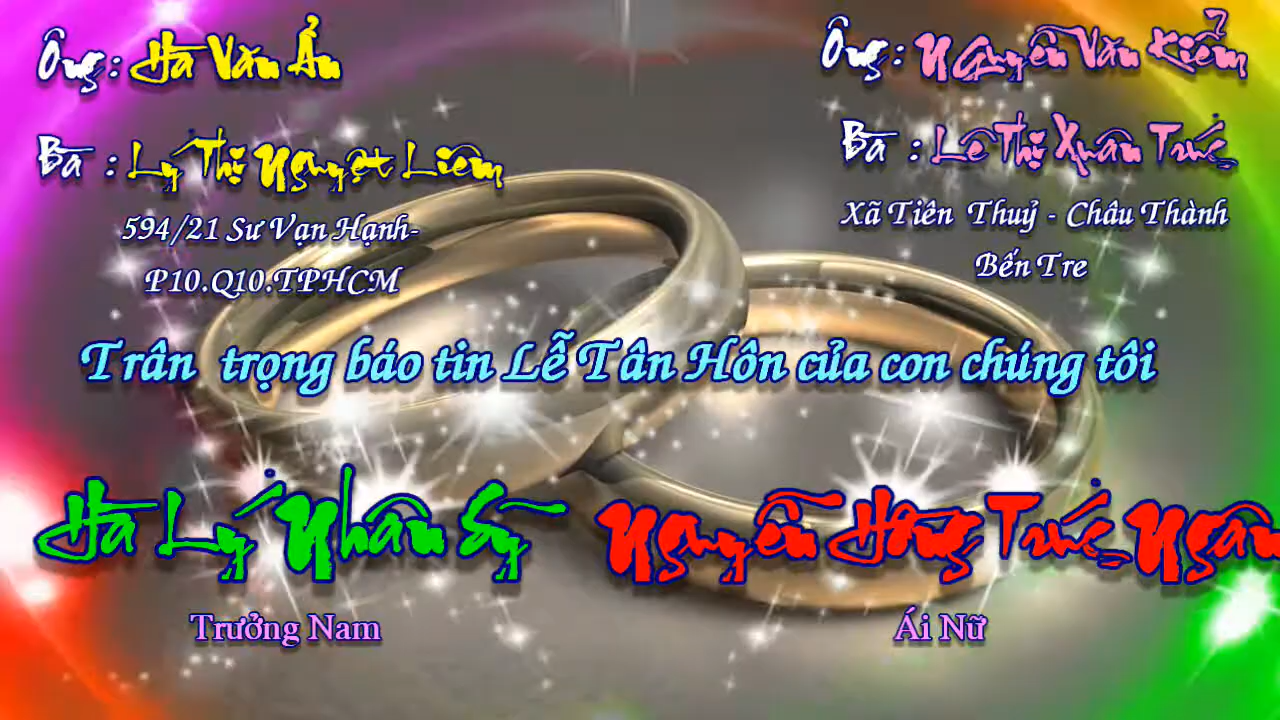 Ông : Hà Văn Ẩn
Bà : Lý Thị Nguyệt Liêm
594/21 Sư Vạn Hạnh-
P10.Q10.TPHCM
Ông : Nguyễn Văn Kiểm
Bà : Lê Thị Xuân Trúc
Xã Tiên Thuỷ - Châu Thành
Bến Tre
Trân trọng báo tin Lễ Tân Hôn của con chúng tôi
Hà Lý Nhân Sỹ
Trưởng Nam
Nguyễn Hồng Trúc Ngân
Ái Nữ